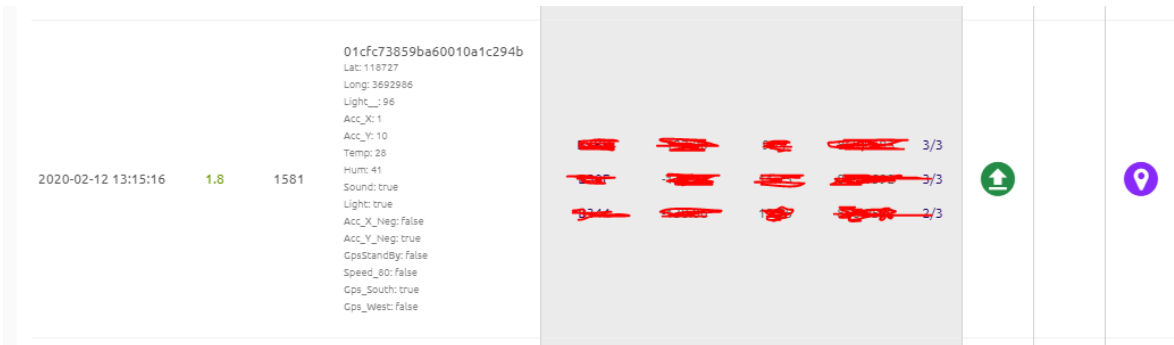 01cfc73859ba60010a1c294b
Lat: 118727
Long: 3692986
Light__: 96
Acc_X: 1
Acc_Y: 10
Temp: 28
Hum: 41
Sound: true
Light: true
Acc_X_Neg: false
Acc_Y_Neg: true
GpsStandBy: false
Speed_80: false
Gps_South: true
Gps_West: false
2020-02-12 13:15:16 1.8 1581
3/3
3/3
2/3